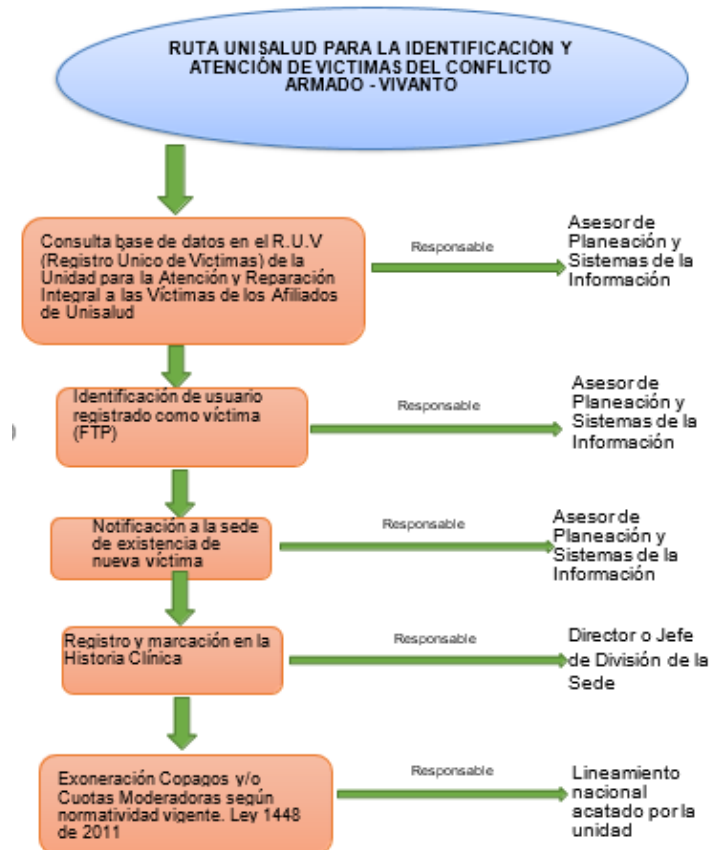 RUTA UNISALUD PARA LA IDENTIFICACIÓN Y
ATENCIÓN DE VICTIMAS DEL CONFLICTO
ARMADO - VIVANTO
Consulta base de datos en el R.U.V
(Registro Único de Victimas) de la
Unidad para la Atención y Reparación
Integral a las Víctimas de los Afiliados
de Unisalud
Responsable
Asesor de
Planeación y
Sistemas de la
Información
Identificación de usuario
registrado como víctima
(FTP)
Responsable
Asesor de
Planeación y
Sistemas de la
Información
Notificación a la sede
de existencia de
nueva víctima
Responsable
Asesor de
Planeación y
Sistemas de la
Información
Registro y marcación en la
Historia Clínica
Responsable
Director o Jefe
de División de la
Sede
Exoneración Copagos y/o
Cuotas Moderadoras según
normatividad vigente. Ley 1448
de 2011
Responsable
Lineamiento
nacional
acatado por la
unidad